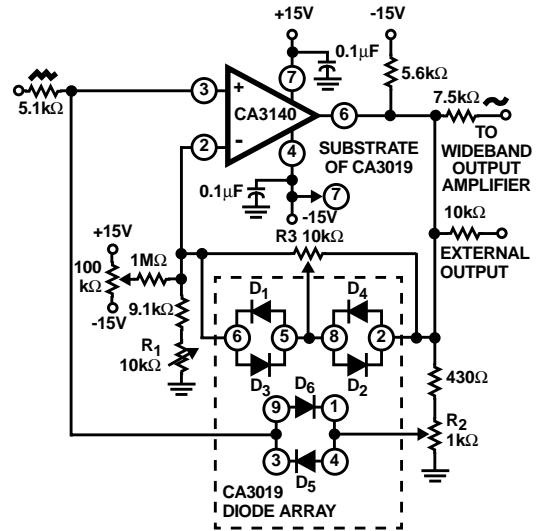 +15V
-15V
0.1μF
5.6kΩ
7
5.1kΩ
3
+
CA3140
6
7.5kΩ
TO
WIDEBAND
OUTPUT
AMPLIFIER
2
-
4
SUBSTRATE
OF CA3019
0.1μF
7
-15V
10kΩ
EXTERNAL
OUTPUT
+15V
R3 10kΩ
1MΩ
100
kΩ
-15V
9.1kΩ
D1
D4
6
5
8
2
R1
10kΩ
D3
D2
430Ω
D6
9
1
R2
1kΩ
3
4
D5
CA3019
DIODE ARRAY